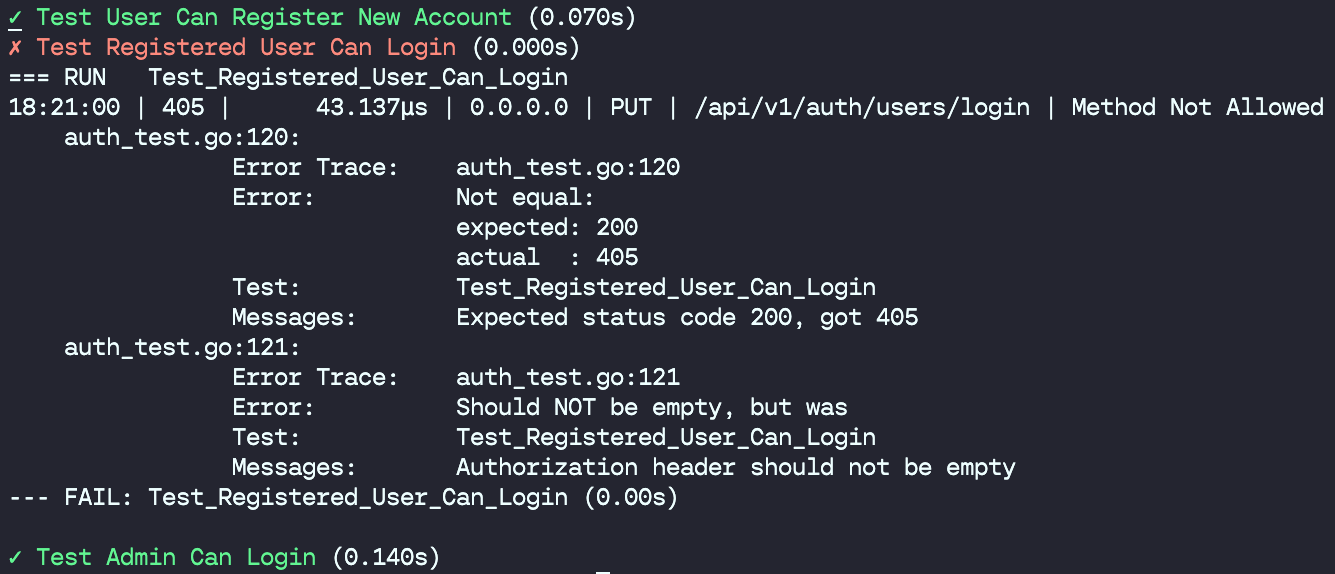 ✓ Test User Can Register New Account (0.070s)
✗ Test Registered User Can Login (0.000s)
=== RUN   Test_Registered_User_Can_Login
18:21:00 | 405 |      43.137µs | 0.0.0.0 | PUT | /api/v1/auth/users/login | Method Not Allowed
    auth_test.go:120:
                Error Trace:    auth_test.go:120
                Error:          Not equal:
                                expected: 200
                                actual  : 405
                Test:           Test_Registered_User_Can_Login
                Messages:       Expected status code 200, got 405
    auth_test.go:121:
                Error Trace:    auth_test.go:121
                Error:          Should NOT be empty, but was
                Test:           Test_Registered_User_Can_Login
                Messages:       Authorization header should not be empty
--- FAIL: Test_Registered_User_Can_Login (0.00s)
✓ Test Admin Can Login (0.140s)